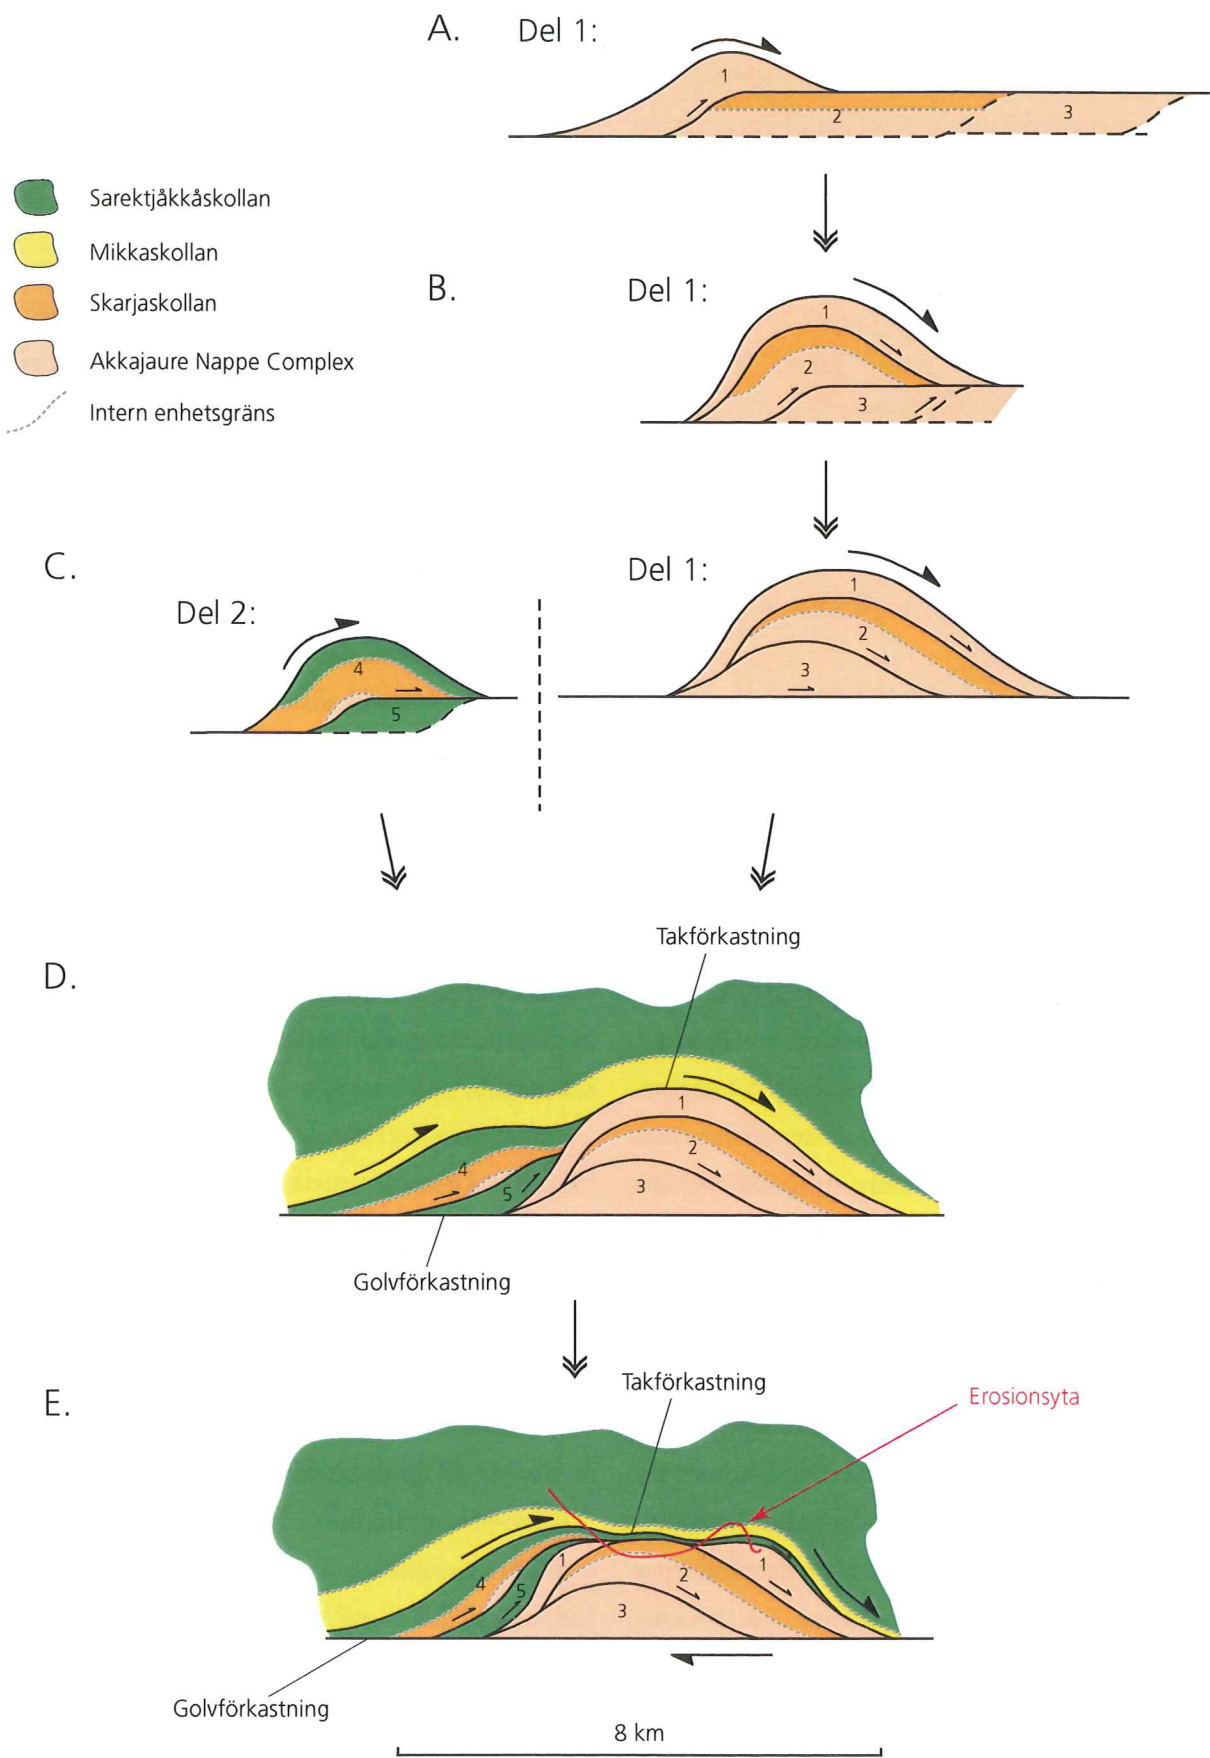 A. Del 1:
1
2
3
Sarektjåkkåskollan
Mikkaskollan
Skarjaskollan
Akkajaure Nappe Complex
Intern enhetsgräns
B. Del 1:
1
2
3
C.
Del 2:
4
5
Del 1:
1
2
3
D.
Takförkastning
1
2
3
4
5
Golvförkastning
E.
Takförkastning
Erosionsyta
1
1
2
3
4
5
Golvförkastning
8 km